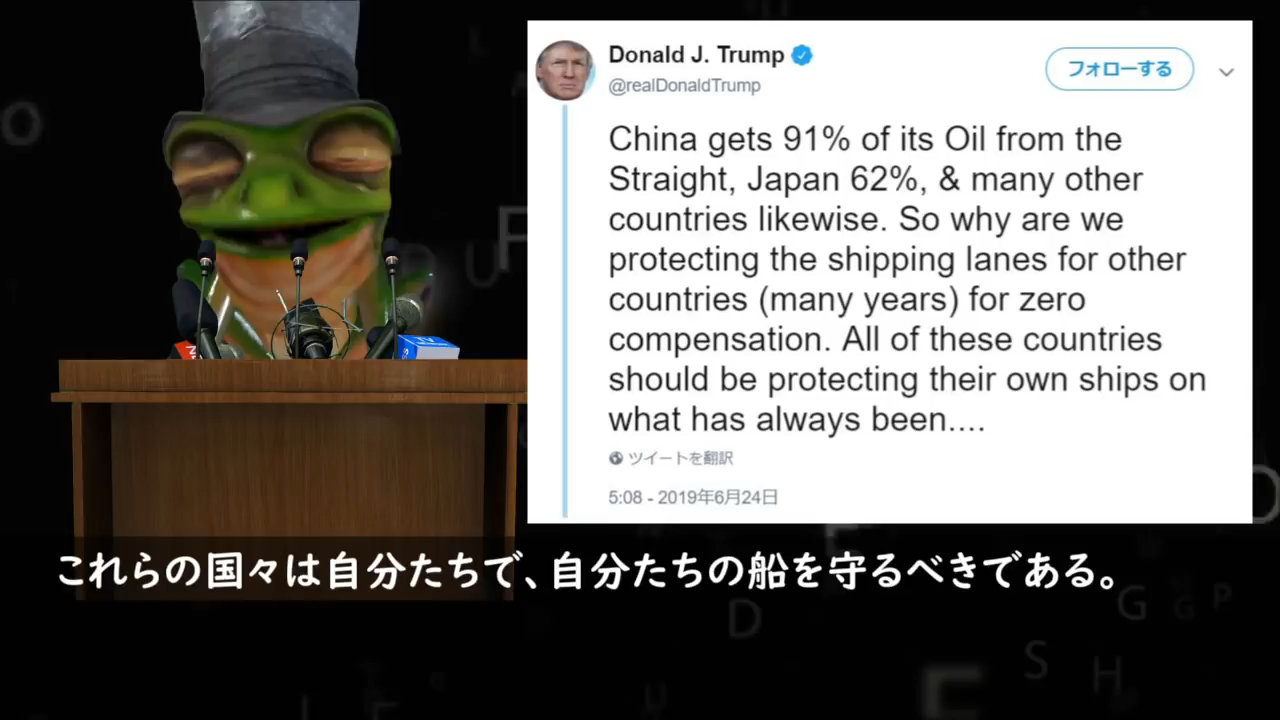 Donald J. Trump
@realDonaldTrump
フォローする
China gets 91% of its Oil from the
Straight, Japan 62%, & many other
countries likewise. So why are we
protecting the shipping lanes for other
countries (many years) for zero
compensation. All of these countries
should be protecting their own ships on
what has always been....
ツイートを翻訳
5:08 - 2019年6月24日
これらの国々は自分たちで、自分たちの船を守るべきである。